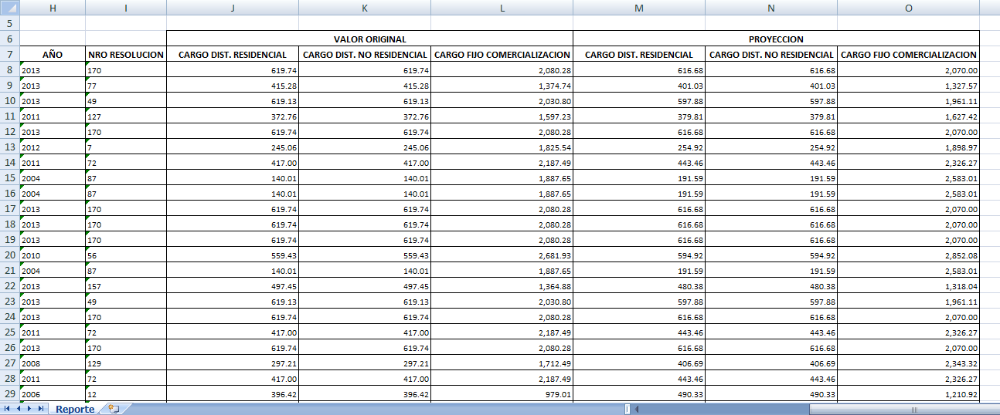 H I J K L M N O
5
6 VALOR ORIGINAL PROYECCION
7 AÑO NRO RESOLUCION CARGO DIST. RESIDENCIAL CARGO DIST. NO RESIDENCIAL CARGO FIJO COMERCIALIZACION CARGO DIST. RESIDENCIAL CARGO DIST. NO RESIDENCIAL CARGO FIJO COMERCIALIZACION
8 2013 170 619.74 619.74 2,080.28 616.68 616.68 2,070.00
9 2013 77 415.28 415.28 1,374.74 401.03 401.03 1,327.57
10 2013 49 619.13 619.13 2,030.80 597.88 597.88 1,961.11
11 2011 127 372.76 372.76 1,597.23 379.81 379.81 1,627.42
12 2013 170 619.74 619.74 2,080.28 616.68 616.68 2,070.00
13 2012 7 245.06 245.06 1,825.54 254.92 254.92 1,898.97
14 2011 72 417.00 417.00 2,187.49 443.46 443.46 2,326.27
15 2004 87 140.01 140.01 1,887.65 191.59 191.59 2,583.01
16 2004 87 140.01 140.01 1,887.65 191.59 191.59 2,583.01
17 2013 170 619.74 619.74 2,080.28 616.68 616.68 2,070.00
18 2013 170 619.74 619.74 2,080.28 616.68 616.68 2,070.00
19 2013 170 619.74 619.74 2,080.28 616.68 616.68 2,070.00
20 2010 56 559.43 559.43 2,681.93 594.92 594.92 2,852.08
21 2004 87 140.01 140.01 1,887.65 191.59 191.59 2,583.01
22 2013 157 497.45 497.45 1,364.88 480.38 480.38 1,318.04
23 2013 49 619.13 619.13 2,030.80 597.88 597.88 1,961.11
24 2013 170 619.74 619.74 2,080.28 616.68 616.68 2,070.00
25 2011 72 417.00 417.00 2,187.49 443.46 443.46 2,326.27
26 2013 170 619.74 619.74 2,080.28 616.68 616.68 2,070.00
27 2008 129 297.21 297.21 1,712.49 406.69 406.69 2,343.32
28 2011 72 417.00 417.00 2,187.49 443.46 443.46 2,326.27
29 2006 12 396.42 396.42 979.01 490.33 490.33 1,210.92
Reporte